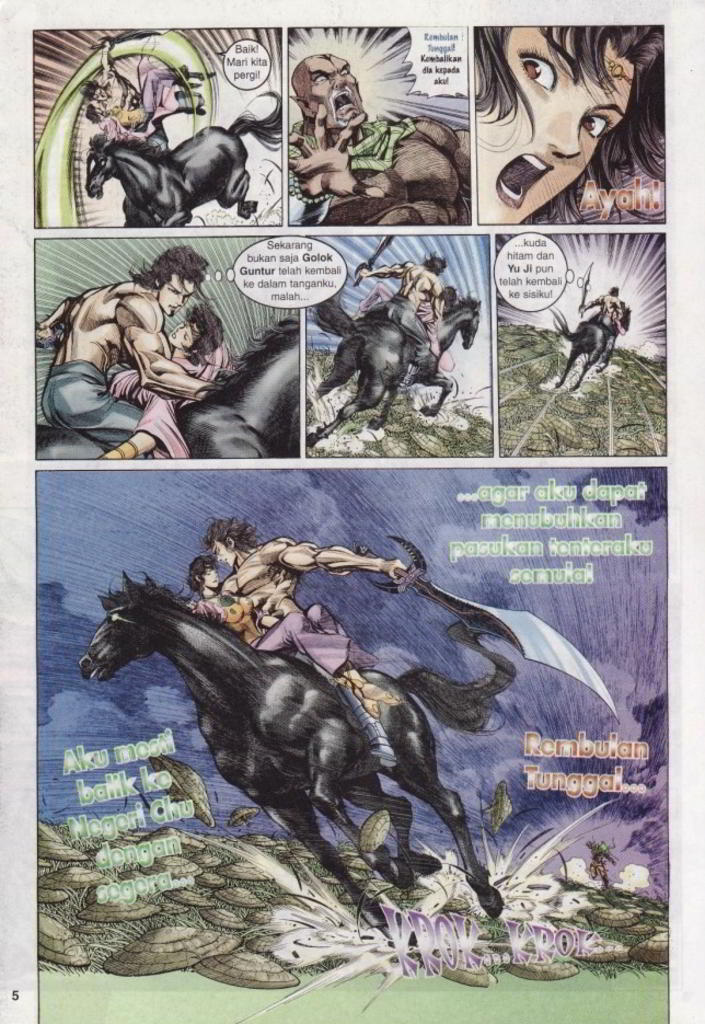 Baik!
Mari kita
pergi!
Rembulan
Tunggal!
Kembalikan
dia kepada
aku!
Ayah!
Sekarang
bukan saja Golok
Guntur telah kembali
ke dalam tanganku,
malah...
...kuda
hitam dan
Yu Ji pun
telah kembali
ke sisiku!
...agar aku dapat
menubuhkan
pasukan tenteraku
semula!
Rembulan
Tunggal...
Aku mesti
balik ke
Negeri Chu
dengan
segera...
KROK...KROK...
5